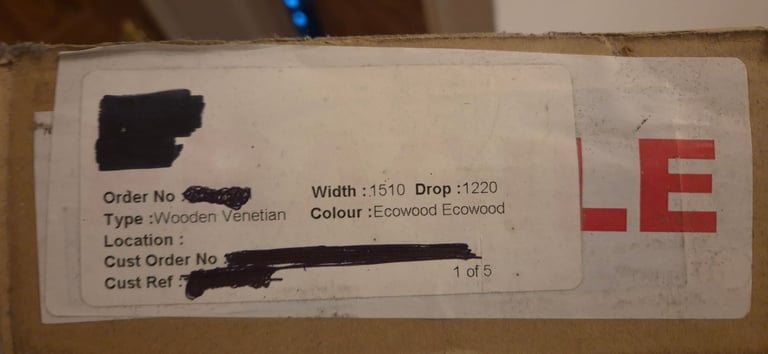 Order No :
Width :1510 Drop :1220
Type :Wooden Venetian
Colour :Ecowood Ecowood
Location :
Cust Order No :
Cust Ref :
1 of 5
LE